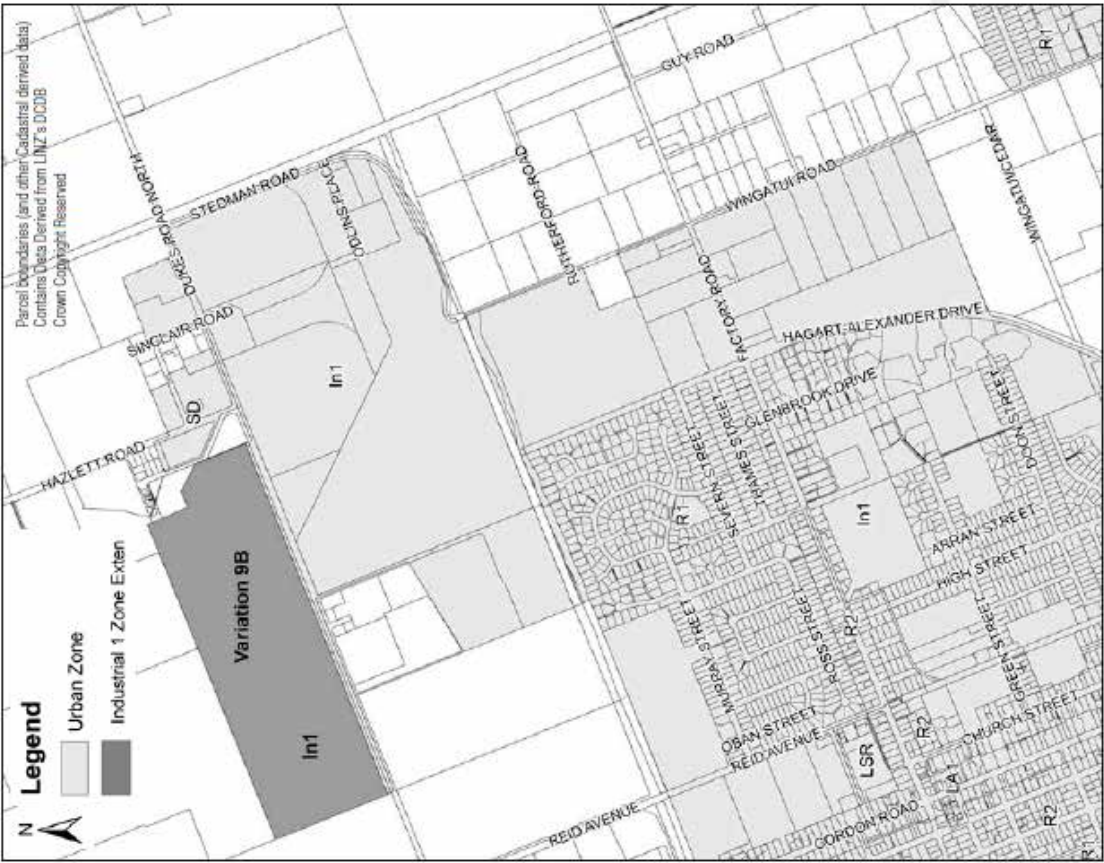 Parcel boundaries (and other Cadastral derived data)
Contains Data Derived from LINZ's DCDB
Crown Copyright Reserved
N
Legend
Urban Zone
Industrial 1 Zone Exten
DUKES ROAD NORTH
STEDMAN ROAD
ODLINS PLACE
SINCLAIR ROAD
HAZLETT ROAD
SD
In1
Variation 9B
In1
GUY ROAD
ROTHERFORD ROAD
WINGATUI ROAD
R1
FACTORY ROAD
HAGART-ALEXANDER DRIVE
GLENBROOK DRIVE
THAMES STREET
SEVERN STREET
R1
In1
DOON STREET
ARRAN STREET
HIGH STREET
MURRAY STREET
ROSS STREET
R2
GREEN STREET
OBAN STREET
REID AVENUE
CHURCH STREET
R2
LSR
LA1
REID AVENUE
GORDON ROAD
R2
R1